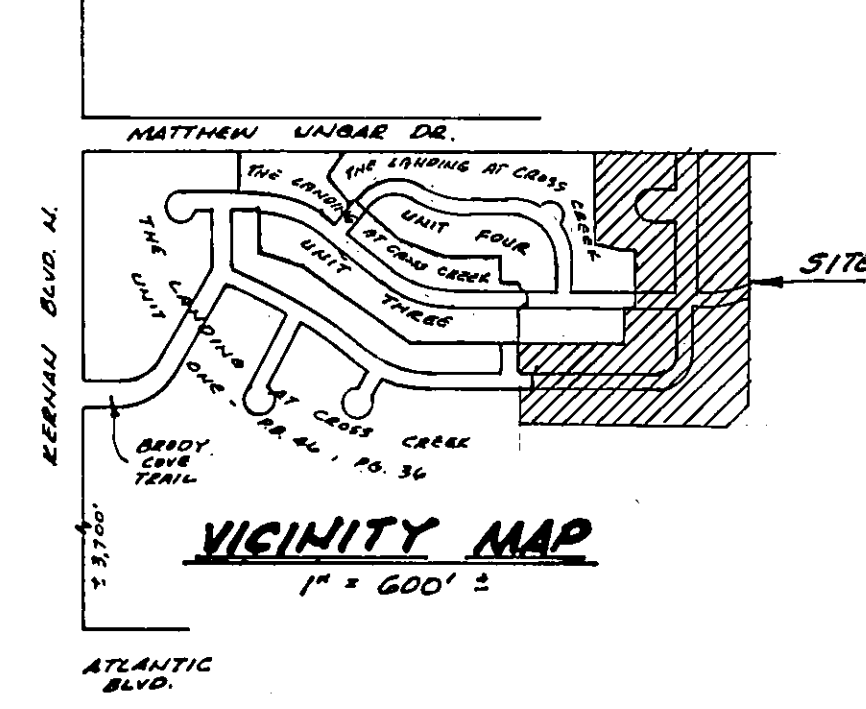 MATTHEW UNGAR DR.
THE LANDING AT CROSS CREEK
UNIT FOUR
THE LANDING AT CROSS CREEK
UNIT THREE
THE LANDING AT CROSS CREEK
UNIT ONE - P.B. 46, PG. 36
KERNAN BLVD. N.
SITE
BRODY
COVE
TRAIL
± 3,700'
VICINITY MAP
1" = 600' ±
ATLANTIC
BLVD.